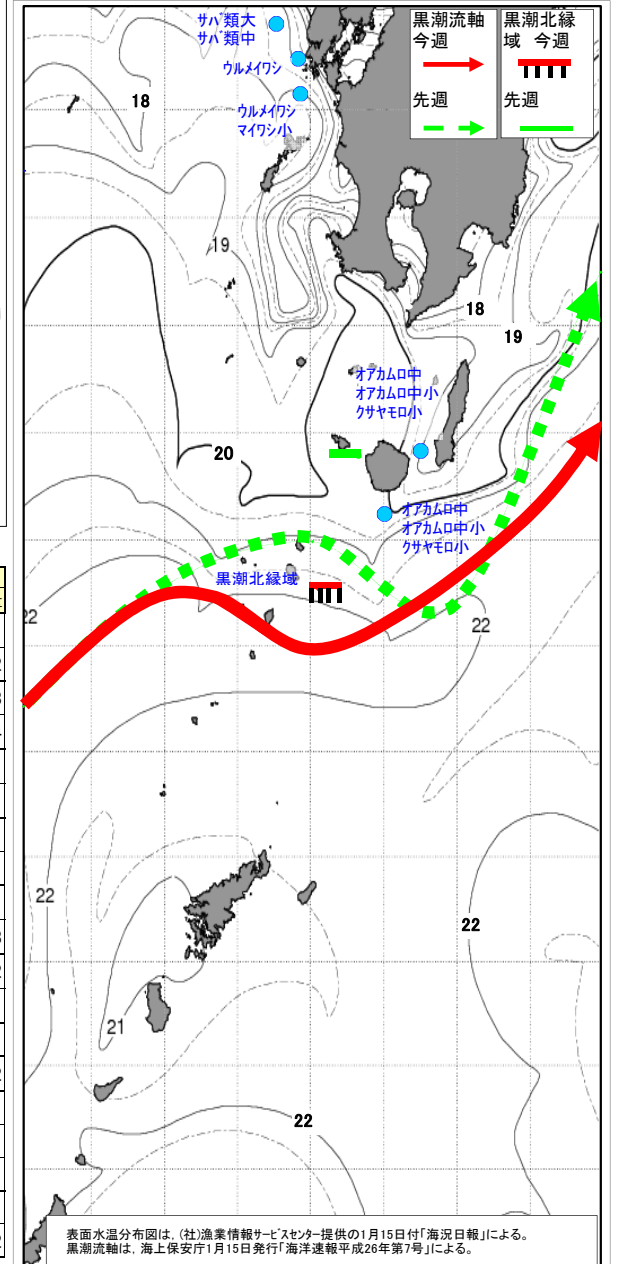 黒潮流軸
今週
先週
黒潮北縁
域 今週
先週
サバ類大
サバ類中
ウルメイワシ
ウルメイワシ
マイワシ小
18
19
18
19
オアカムロ中
オアカムロ中小
クサヤモロ小
20
オアカムロ中
オアカムロ中小
クサヤモロ小
黒潮北縁域
22
22
22
22
21
22
表面水温分布図は，(社)漁業情報サービスセンター提供の1月15日付「海況日報」による。
黒潮流軸は，海上保安庁1月15日発行「海洋速報平成26年第7号」による。